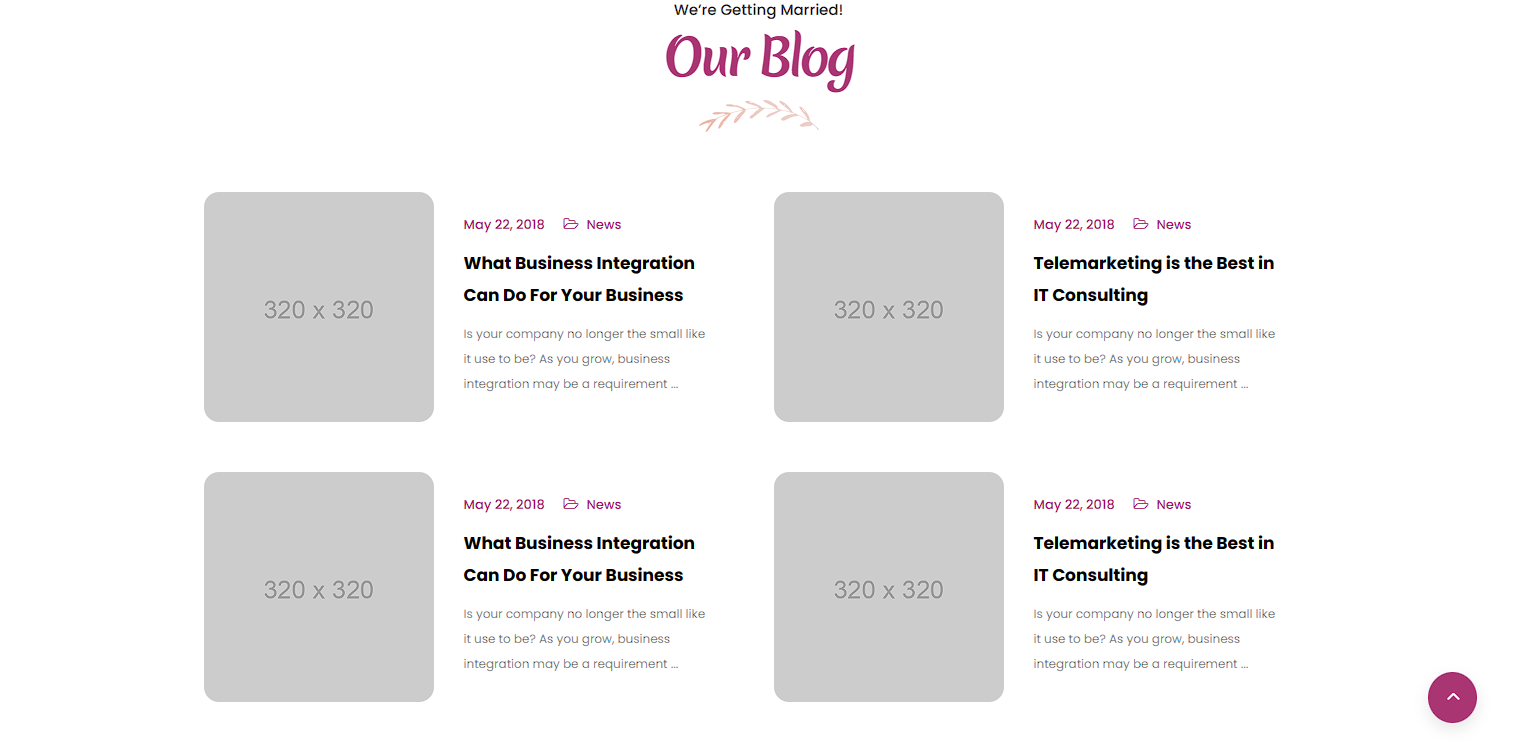 We're Getting Married!
Our Blog
320 x 320
May 22, 2018 News
What Business Integration
Can Do For Your Business
Is your company no longer the small like
it use to be? As you grow, business
integration may be a requirement ...
320 x 320
May 22, 2018 News
Telemarketing is the Best in
IT Consulting
Is your company no longer the small like
it use to be? As you grow, business
integration may be a requirement ...
320 x 320
May 22, 2018 News
What Business Integration
Can Do For Your Business
Is your company no longer the small like
it use to be? As you grow, business
integration may be a requirement ...
320 x 320
May 22, 2018 News
Telemarketing is the Best in
IT Consulting
Is your company no longer the small like
it use to be? As you grow, business
integration may be a requirement ...